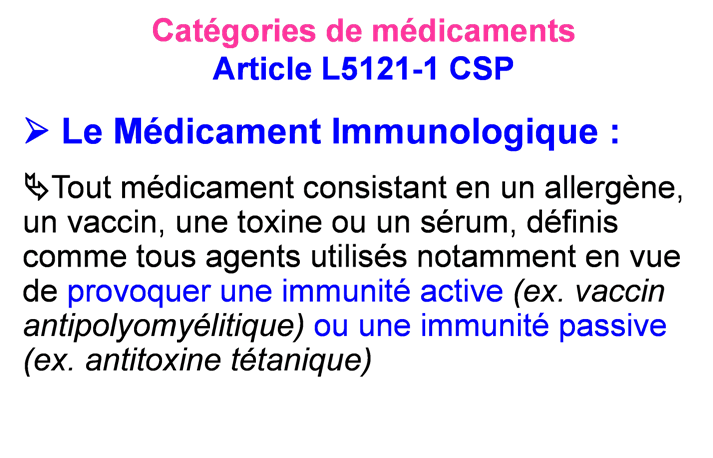 Catégories de médicaments
Article L5121-1 CSP
➢ Le Médicament Immunologique :
⮱Tout médicament consistant en un allergène,
un vaccin, une toxine ou un sérum, définis
comme tous agents utilisés notamment en vue
de provoquer une immunité active (ex. vaccin
antipolyomyélitique) ou une immunité passive
(ex. antitoxine tétanique)